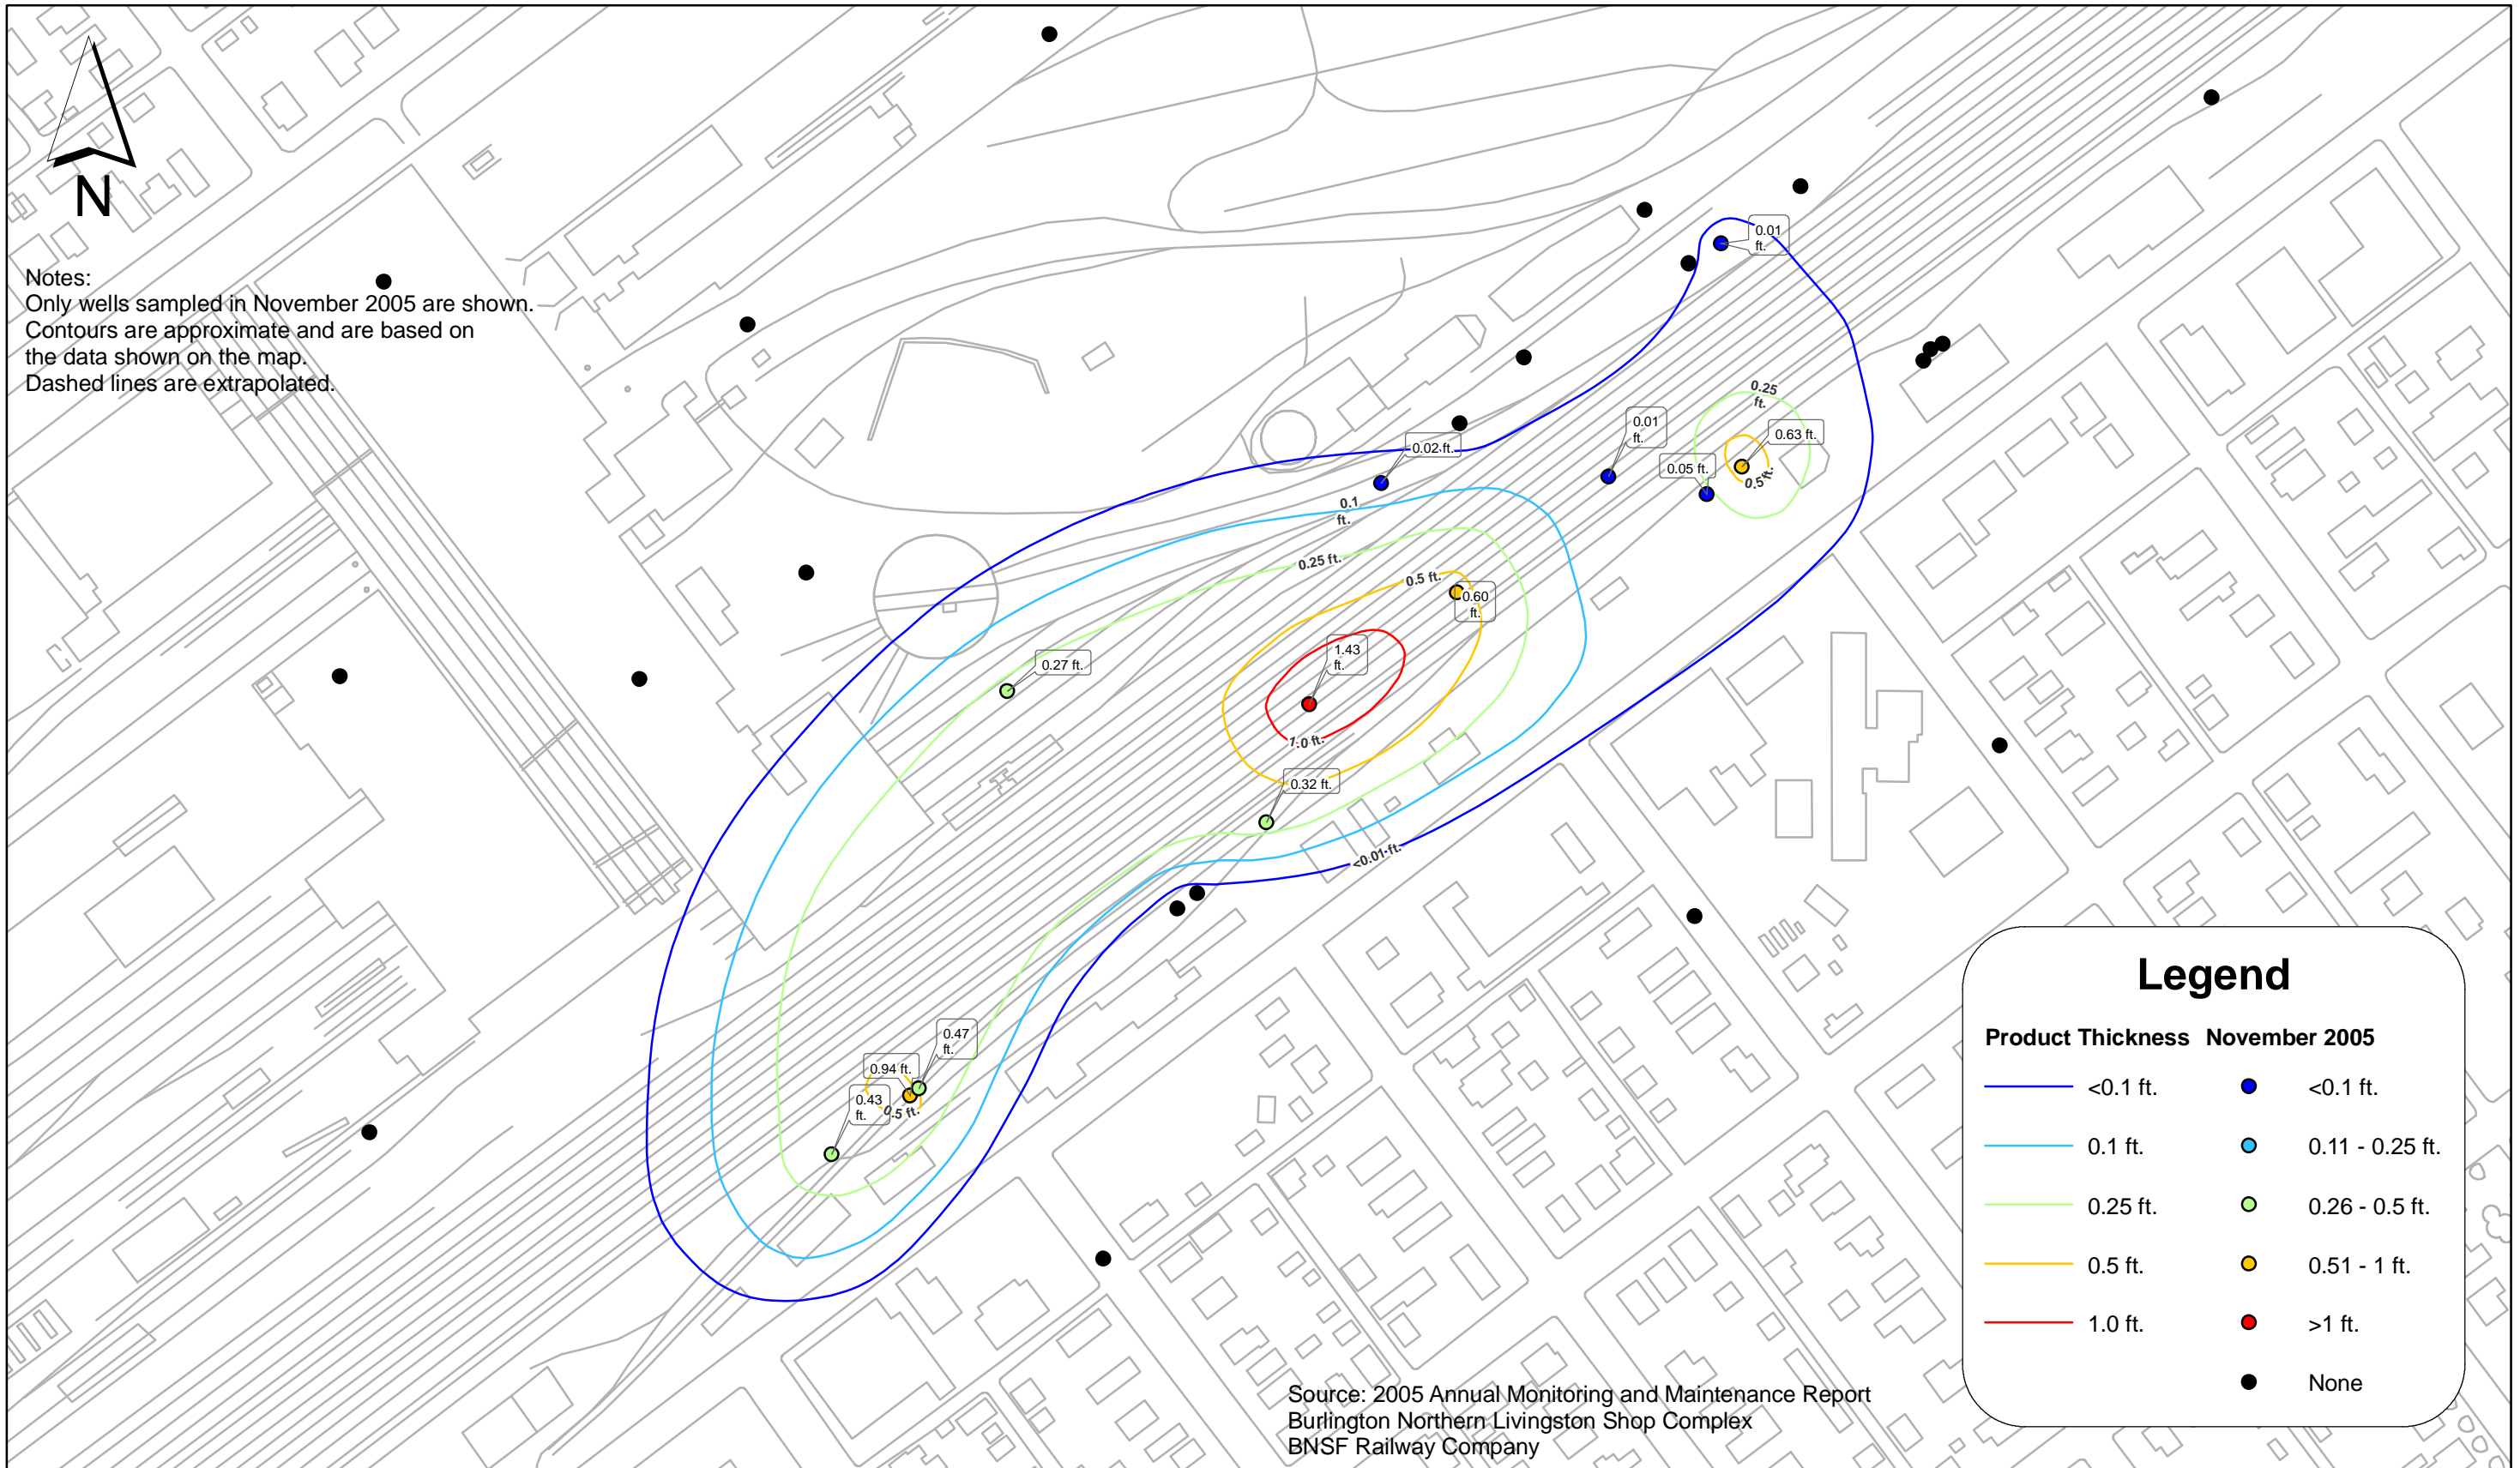 N
Notes:
Only wells sampled in November 2005 are shown.
Contours are approximate and are based on
the data shown on the map.
Dashed lines are extrapolated.
0.01
ft.
0.25
ft.
0.01
ft.
0.63 ft.
0.02 ft.
0.05 ft.
0.5 ft.
0.1
ft.
0.25 ft.
0.5 ft.
0.60
ft.
1.43
ft.
0.27 ft.
1.0 ft.
0.32 ft.
<0.01 ft.
0.47
ft.
0.94 ft.
0.43
ft.
0.5 ft.
Legend
Product Thickness November 2005
<0.1 ft. <0.1 ft.
0.1 ft. 0.11 - 0.25 ft.
0.25 ft. 0.26 - 0.5 ft.
0.5 ft. 0.51 - 1 ft.
1.0 ft. >1 ft.
None
Source: 2005 Annual Monitoring and Maintenance Report
Burlington Northern Livingston Shop Complex
BNSF Railway Company